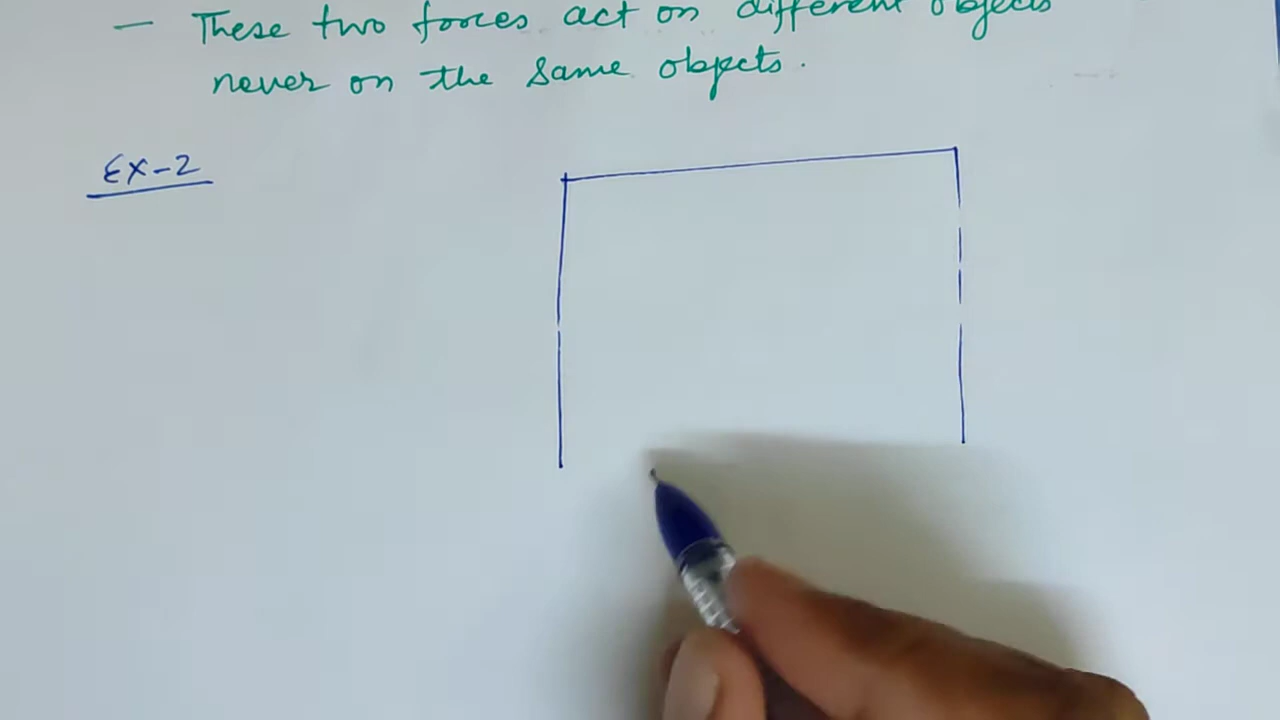 — These two forces act on different objects
never on the same objects.
Ex-2